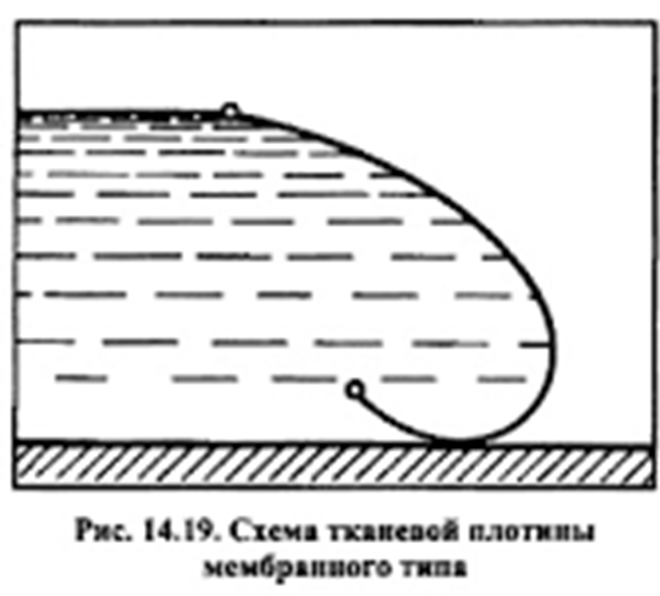 Рис. 14.19. Схема тканевой плотины
мембранного типа